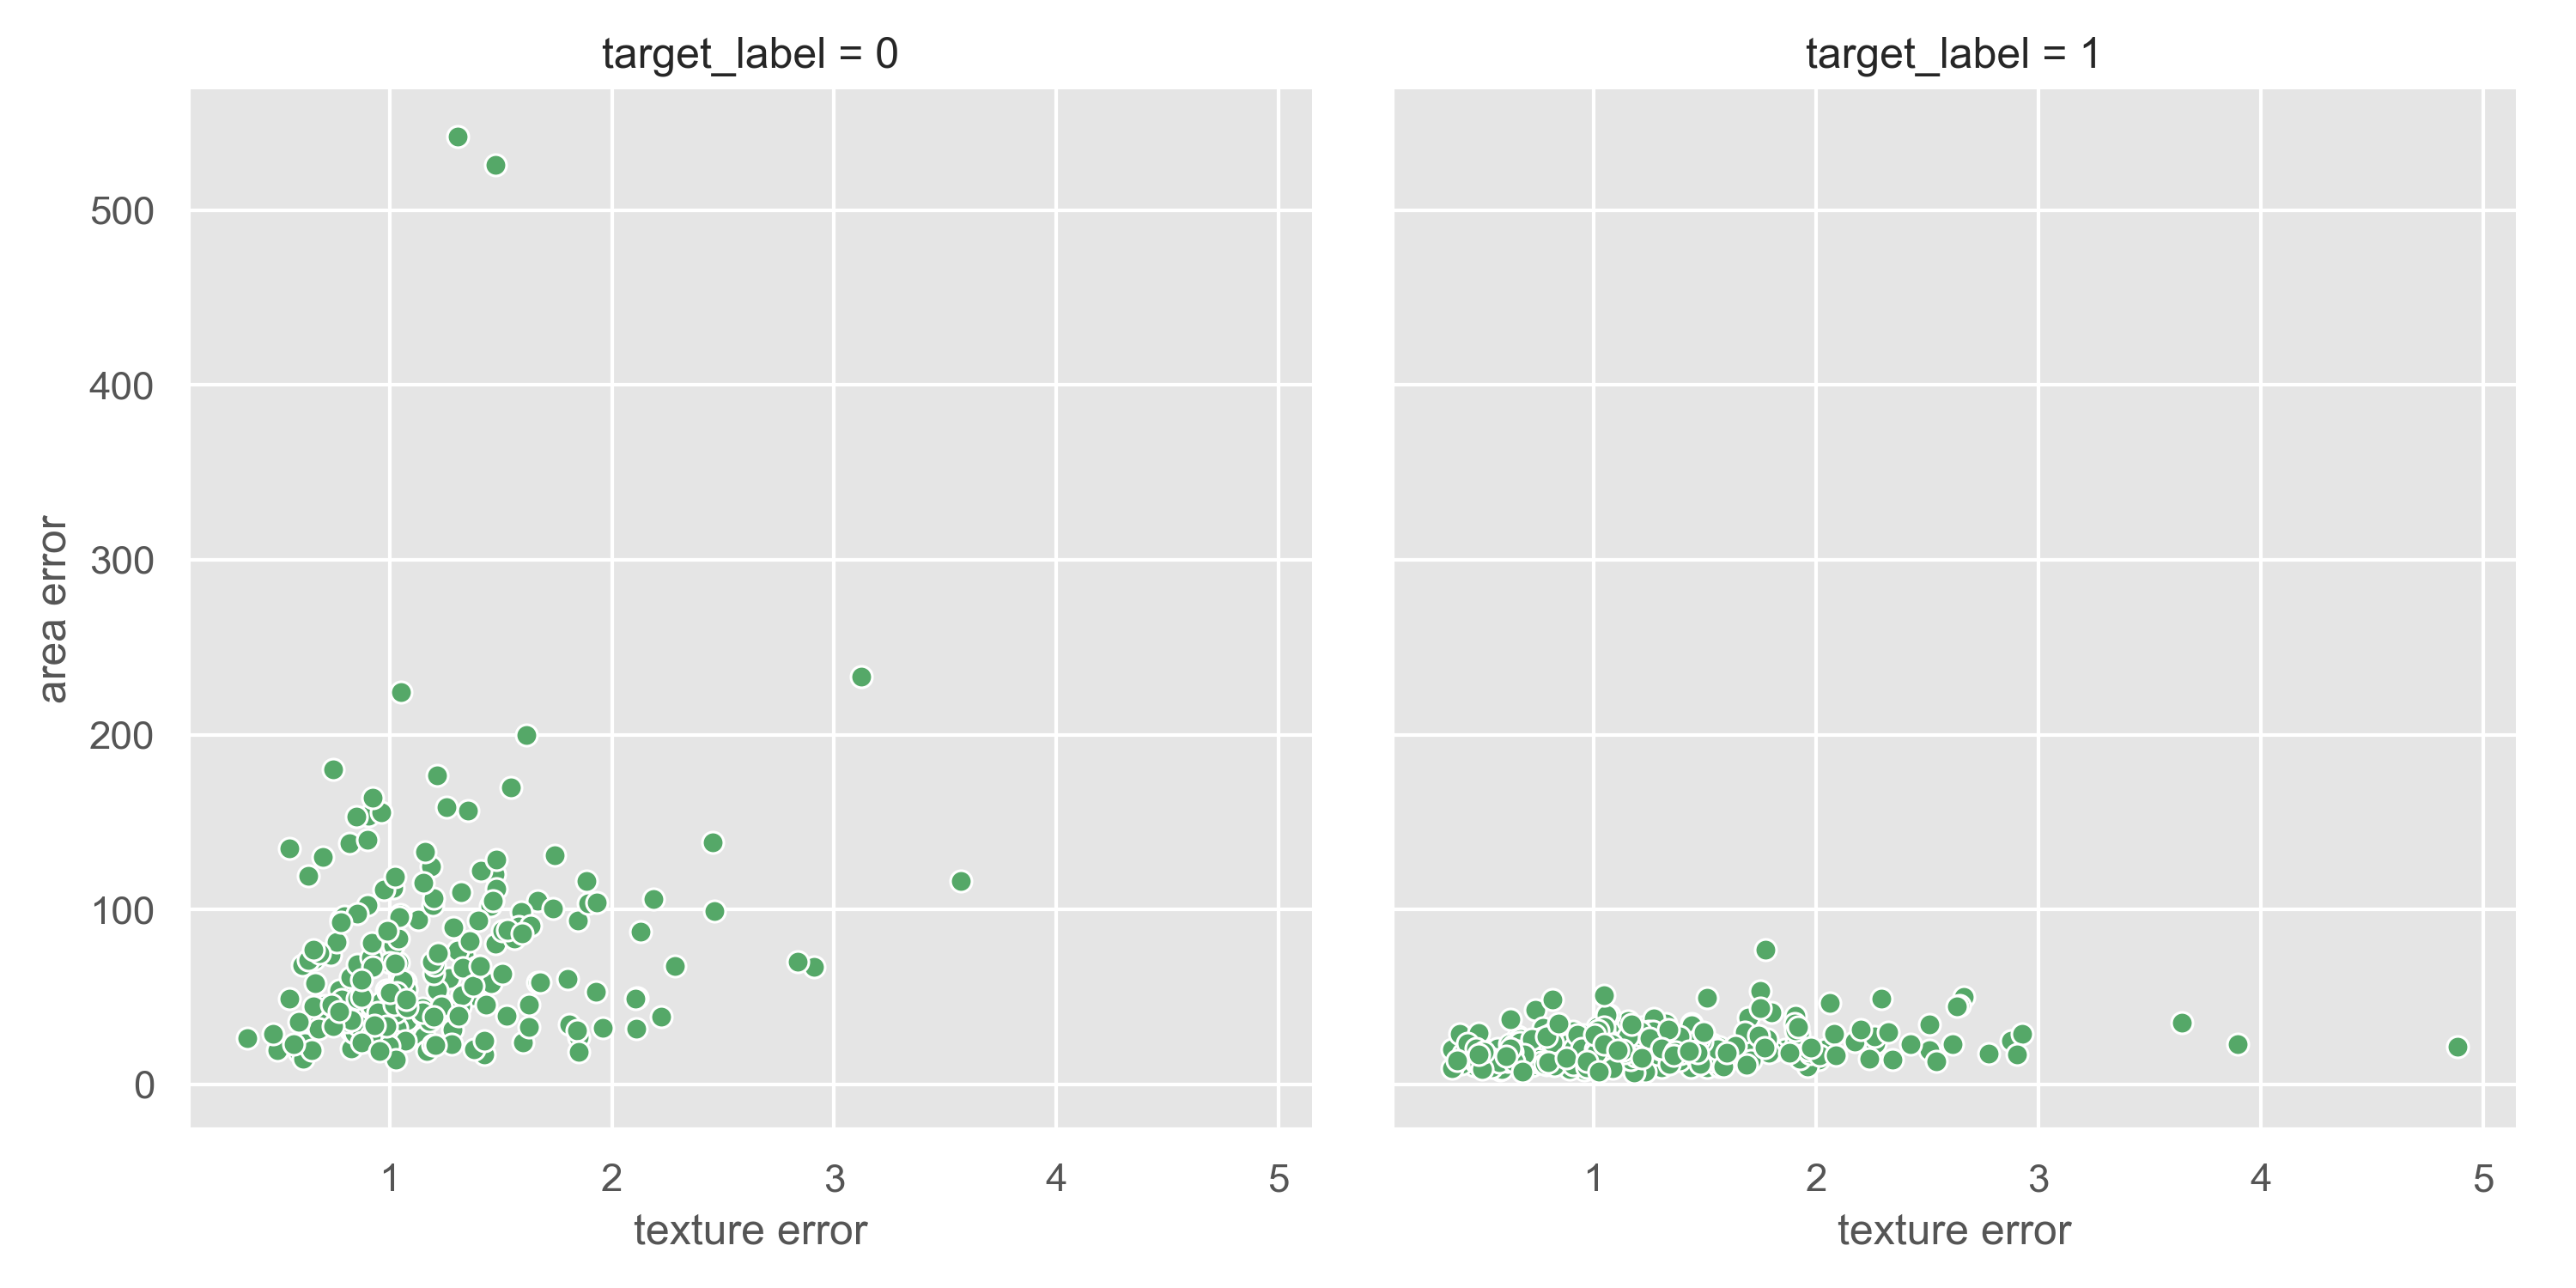 target_label = 0
target_label = 1
area error
500
400
300
200
100
0
1 2 3 4 5
1 2 3 4 5
texture error
texture error